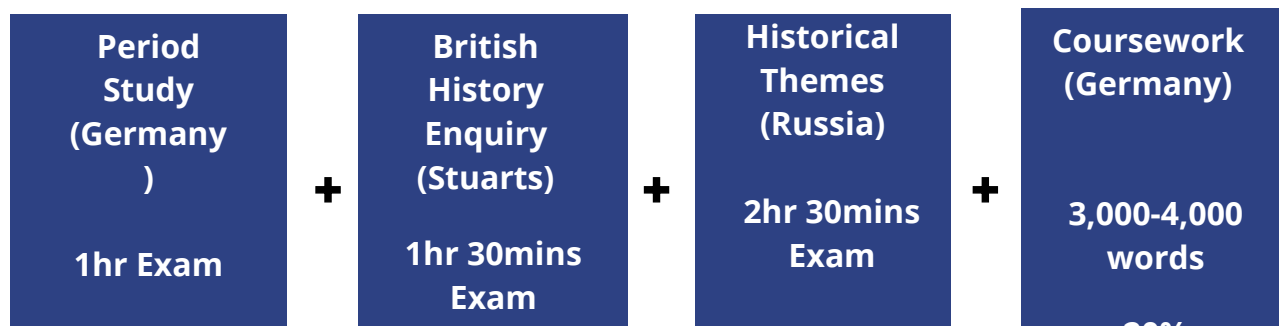 Period
Study
(Germany
)
1hr Exam
British
History
Enquiry
(Stuarts)
1hr 30mins
Exam
Historical
Themes
(Russia)
2hr 30mins
Exam
Coursework
(Germany)
3,000-4,000
words